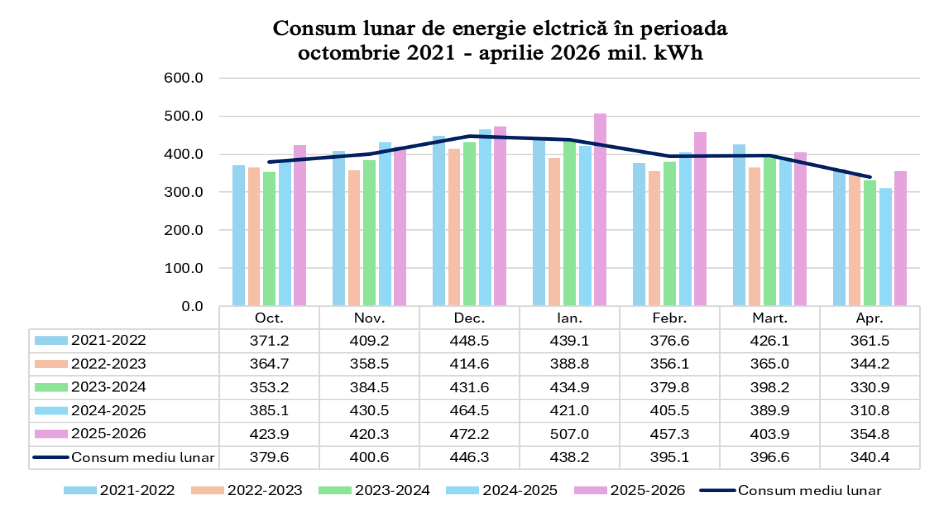 Consum lunar de energie elctrică în perioada
octombrie 2021 - aprilie 2026 mil. kWh
600.0
500.0
400.0
300.0
200.0
100.0
0.0
Oct. Nov. Dec. Ian. Febr. Mart. Apr.
2021-2022 371.2 409.2 448.5 439.1 376.6 426.1 361.5
2022-2023 364.7 358.5 414.6 388.8 356.1 365.0 344.2
2023-2024 353.2 384.5 431.6 434.9 379.8 398.2 330.9
2024-2025 385.1 430.5 464.5 421.0 405.5 389.9 310.8
2025-2026 423.9 420.3 472.2 507.0 457.3 403.9 354.8
Consum mediu lunar 379.6 400.6 446.3 438.2 395.1 396.6 340.4
2021-2022 2022-2023 2023-2024 2024-2025 2025-2026 Consum mediu lunar